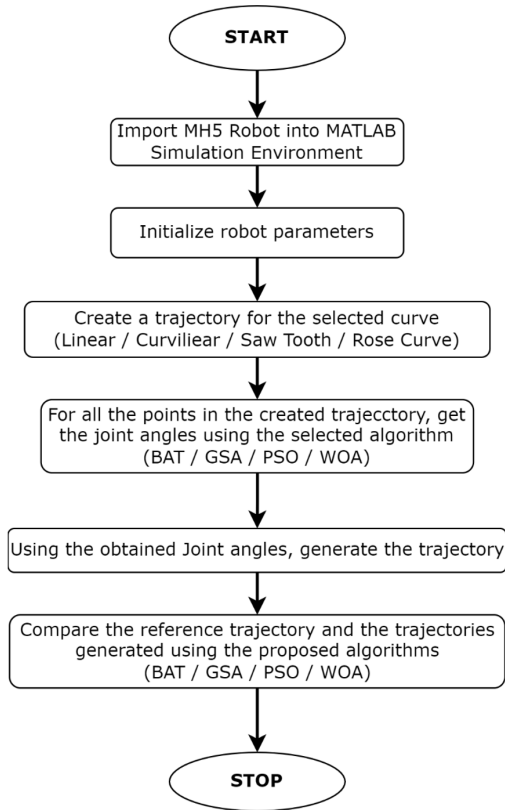 START
Import MH5 Robot into MATLAB
Simulation Environment
Initialize robot parameters
Create a trajectory for the selected curve
(Linear / Curviliear / Saw Tooth / Rose Curve)
For all the points in the created trajecctory, get
the joint angles using the selected algorithm
(BAT / GSA / PSO / WOA)
Using the obtained Joint angles, generate the trajectory
Compare the reference trajectory and the trajectories
generated using the proposed algorithms
(BAT / GSA / PSO / WOA)
STOP